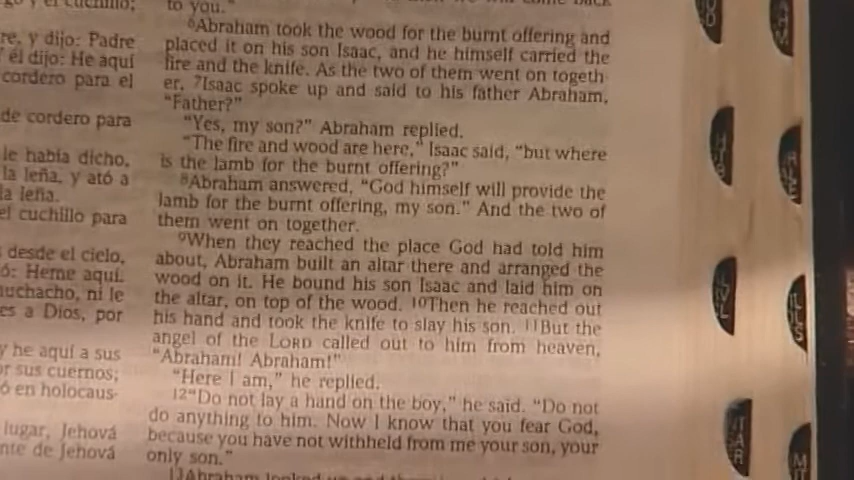 o y el cuchillo;
re, y dijo: Padre
él dijo: He aquí
cordero para el
de cordero para
le había dicho,
la leña, y ató a
la leña.
el cuchillo para
desde el cielo,
ó: Heme aquí.
nuchacho, ni le
es a Dios, por
y he aquí a sus
or sus cuernos;
ó en holocaus-
lugar, Jehová
nte de Jehová
to you."
6Abraham took the wood for the burnt offering and
placed it on his son Isaac, and he himself carried the
fire and the knife. As the two of them went on togeth
er, 7Isaac spoke up and said to his father Abraham,
"Father?"
"Yes, my son?" Abraham replied.
"The fire and wood are here," Isaac said, "but where
is the lamb for the burnt offering?"
8Abraham answered, "God himself will provide the
lamb for the burnt offering, my son." And the two of
them went on together.
9When they reached the place God had told him
about, Abraham built an altar there and arranged the
wood on it. He bound his son Isaac and laid him on
the altar, on top of the wood. 10Then he reached out
his hand and took the knife to slay his son. 11But the
angel of the LORD called out to him from heaven,
"Abraham! Abraham!"
"Here I am," he replied.
12"Do not lay a hand on the boy," he said. "Do not
do anything to him. Now I know that you fear God,
because you have not withheld from me your son, your
only son."
13Abraham looked up and there